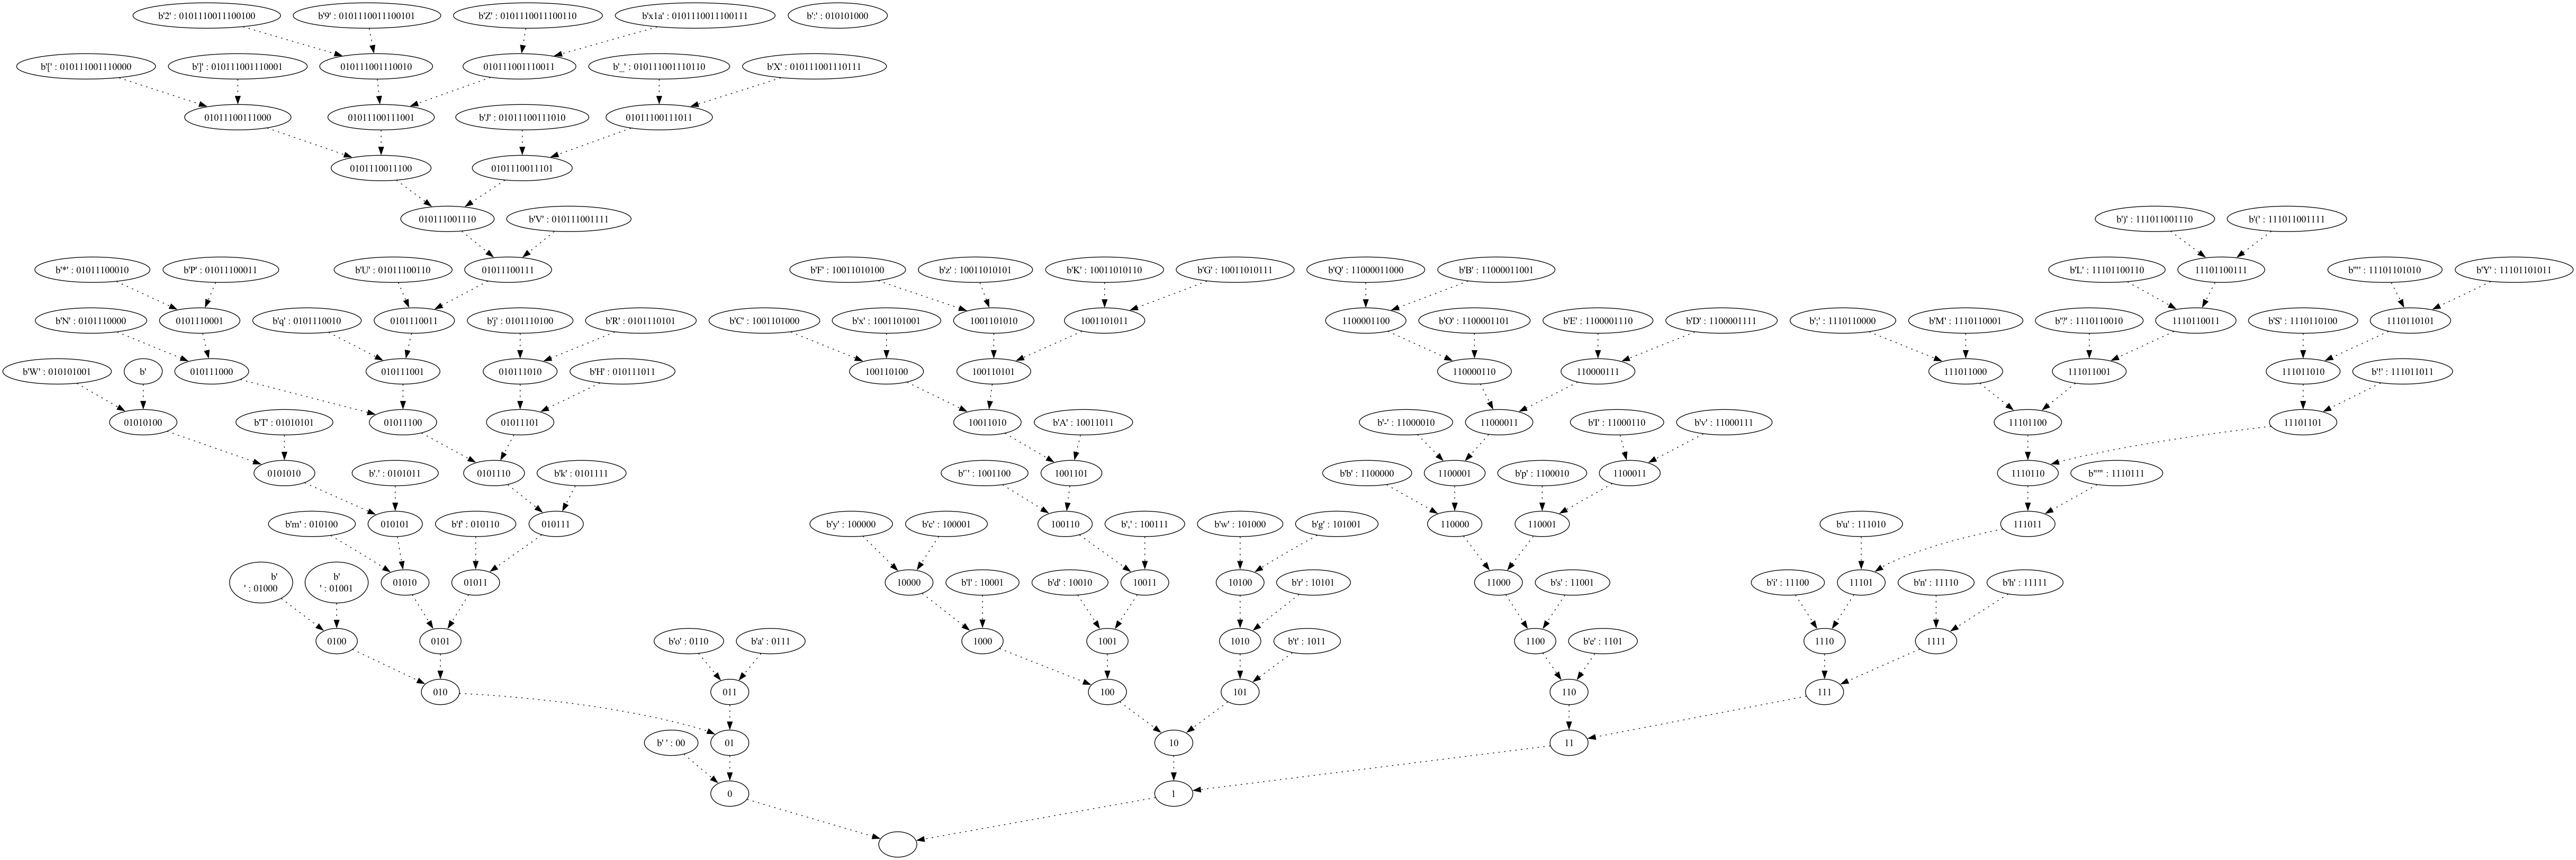 b'2' : 0101110011100100
b'9' : 0101110011100101
b'Z' : 0101110011100110
b'x1a' : 0101110011100111
b':' : 010101000
b'[' : 010111001110000
b']' : 010111001110001
010111001110010
010111001110011
b'_' : 010111001110110
b'X' : 010111001110111
01011100111000
01011100111001
b'J' : 01011100111010
01011100111011
0101110011100
0101110011101
010111001110
b'V' : 010111001111
b')' : 111011001110
b'(' : 111011001111
b'*' : 01011100010
b'P' : 01011100011
b'U' : 01011100110
01011100111
b'F' : 10011010100
b'z' : 10011010101
b'K' : 10011010110
b'G' : 10011010111
b'Q' : 11000011000
b'B' : 11000011001
b'L' : 11101100110
11101100111
b'"' : 11101101010
b'Y' : 11101101011
b'N' : 0101110000
0101110001
b'q' : 0101110010
0101110011
b'j' : 0101110100
b'R' : 0101110101
b'C' : 1001101000
b'x' : 1001101001
1001101010
1001101011
1100001100
b'O' : 1100001101
b'E' : 1100001110
b'D' : 1100001111
b';' : 1110110000
b'M' : 1110110001
b'?' : 1110110010
1110110011
b'S' : 1110110100
1110110101
b'W' : 010101001
b'
010111000
010111001
010111010
b'H' : 010111011
100110100
100110101
110000110
110000111
111011000
111011001
111011010
b'!' : 111011011
01010100
b'T' : 01010101
01011100
01011101
10011010
b'A' : 10011011
b'-' : 11000010
11000011
b'I' : 11000110
b'v' : 11000111
11101100
11101101
0101010
b'.' : 0101011
0101110
b'k' : 0101111
b'`' : 1001100
1001101
b'b' : 1100000
1100001
b'p' : 1100010
1100011
1110110
b"'" : 1110111
b'm' : 010100
010101
b'f' : 010110
010111
b'y' : 100000
b'c' : 100001
100110
b',' : 100111
b'w' : 101000
b'g' : 101001
110000
110001
b'u' : 111010
111011
b'
' : 01000
b'
' : 01001
01010
01011
10000
b'l' : 10001
b'd' : 10010
10011
10100
b'r' : 10101
11000
b's' : 11001
b'i' : 11100
11101
b'n' : 11110
b'h' : 11111
0100
0101
b'o' : 0110
b'a' : 0111
1000
1001
1010
b't' : 1011
1100
b'e' : 1101
1110
1111
010
011
100
101
110
111
b' ' : 00
01
10
11
0
1